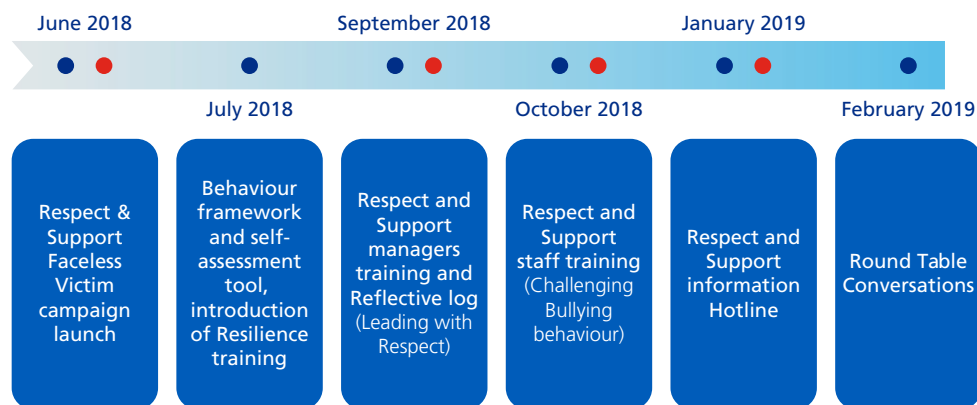 June 2018
September 2018
January 2019
July 2018
October 2018
February 2019
Respect &
Support
Faceless
Victim
campaign
launch
Behaviour
framework
and self-
assessment
tool,
introduction
of Resilience
training
Respect and
Support
managers
training and
Reflective log
(Leading with
Respect)
Respect and
Support
staff training
(Challenging
Bullying
behaviour)
Respect and
Support
information
Hotline
Round Table
Conversations